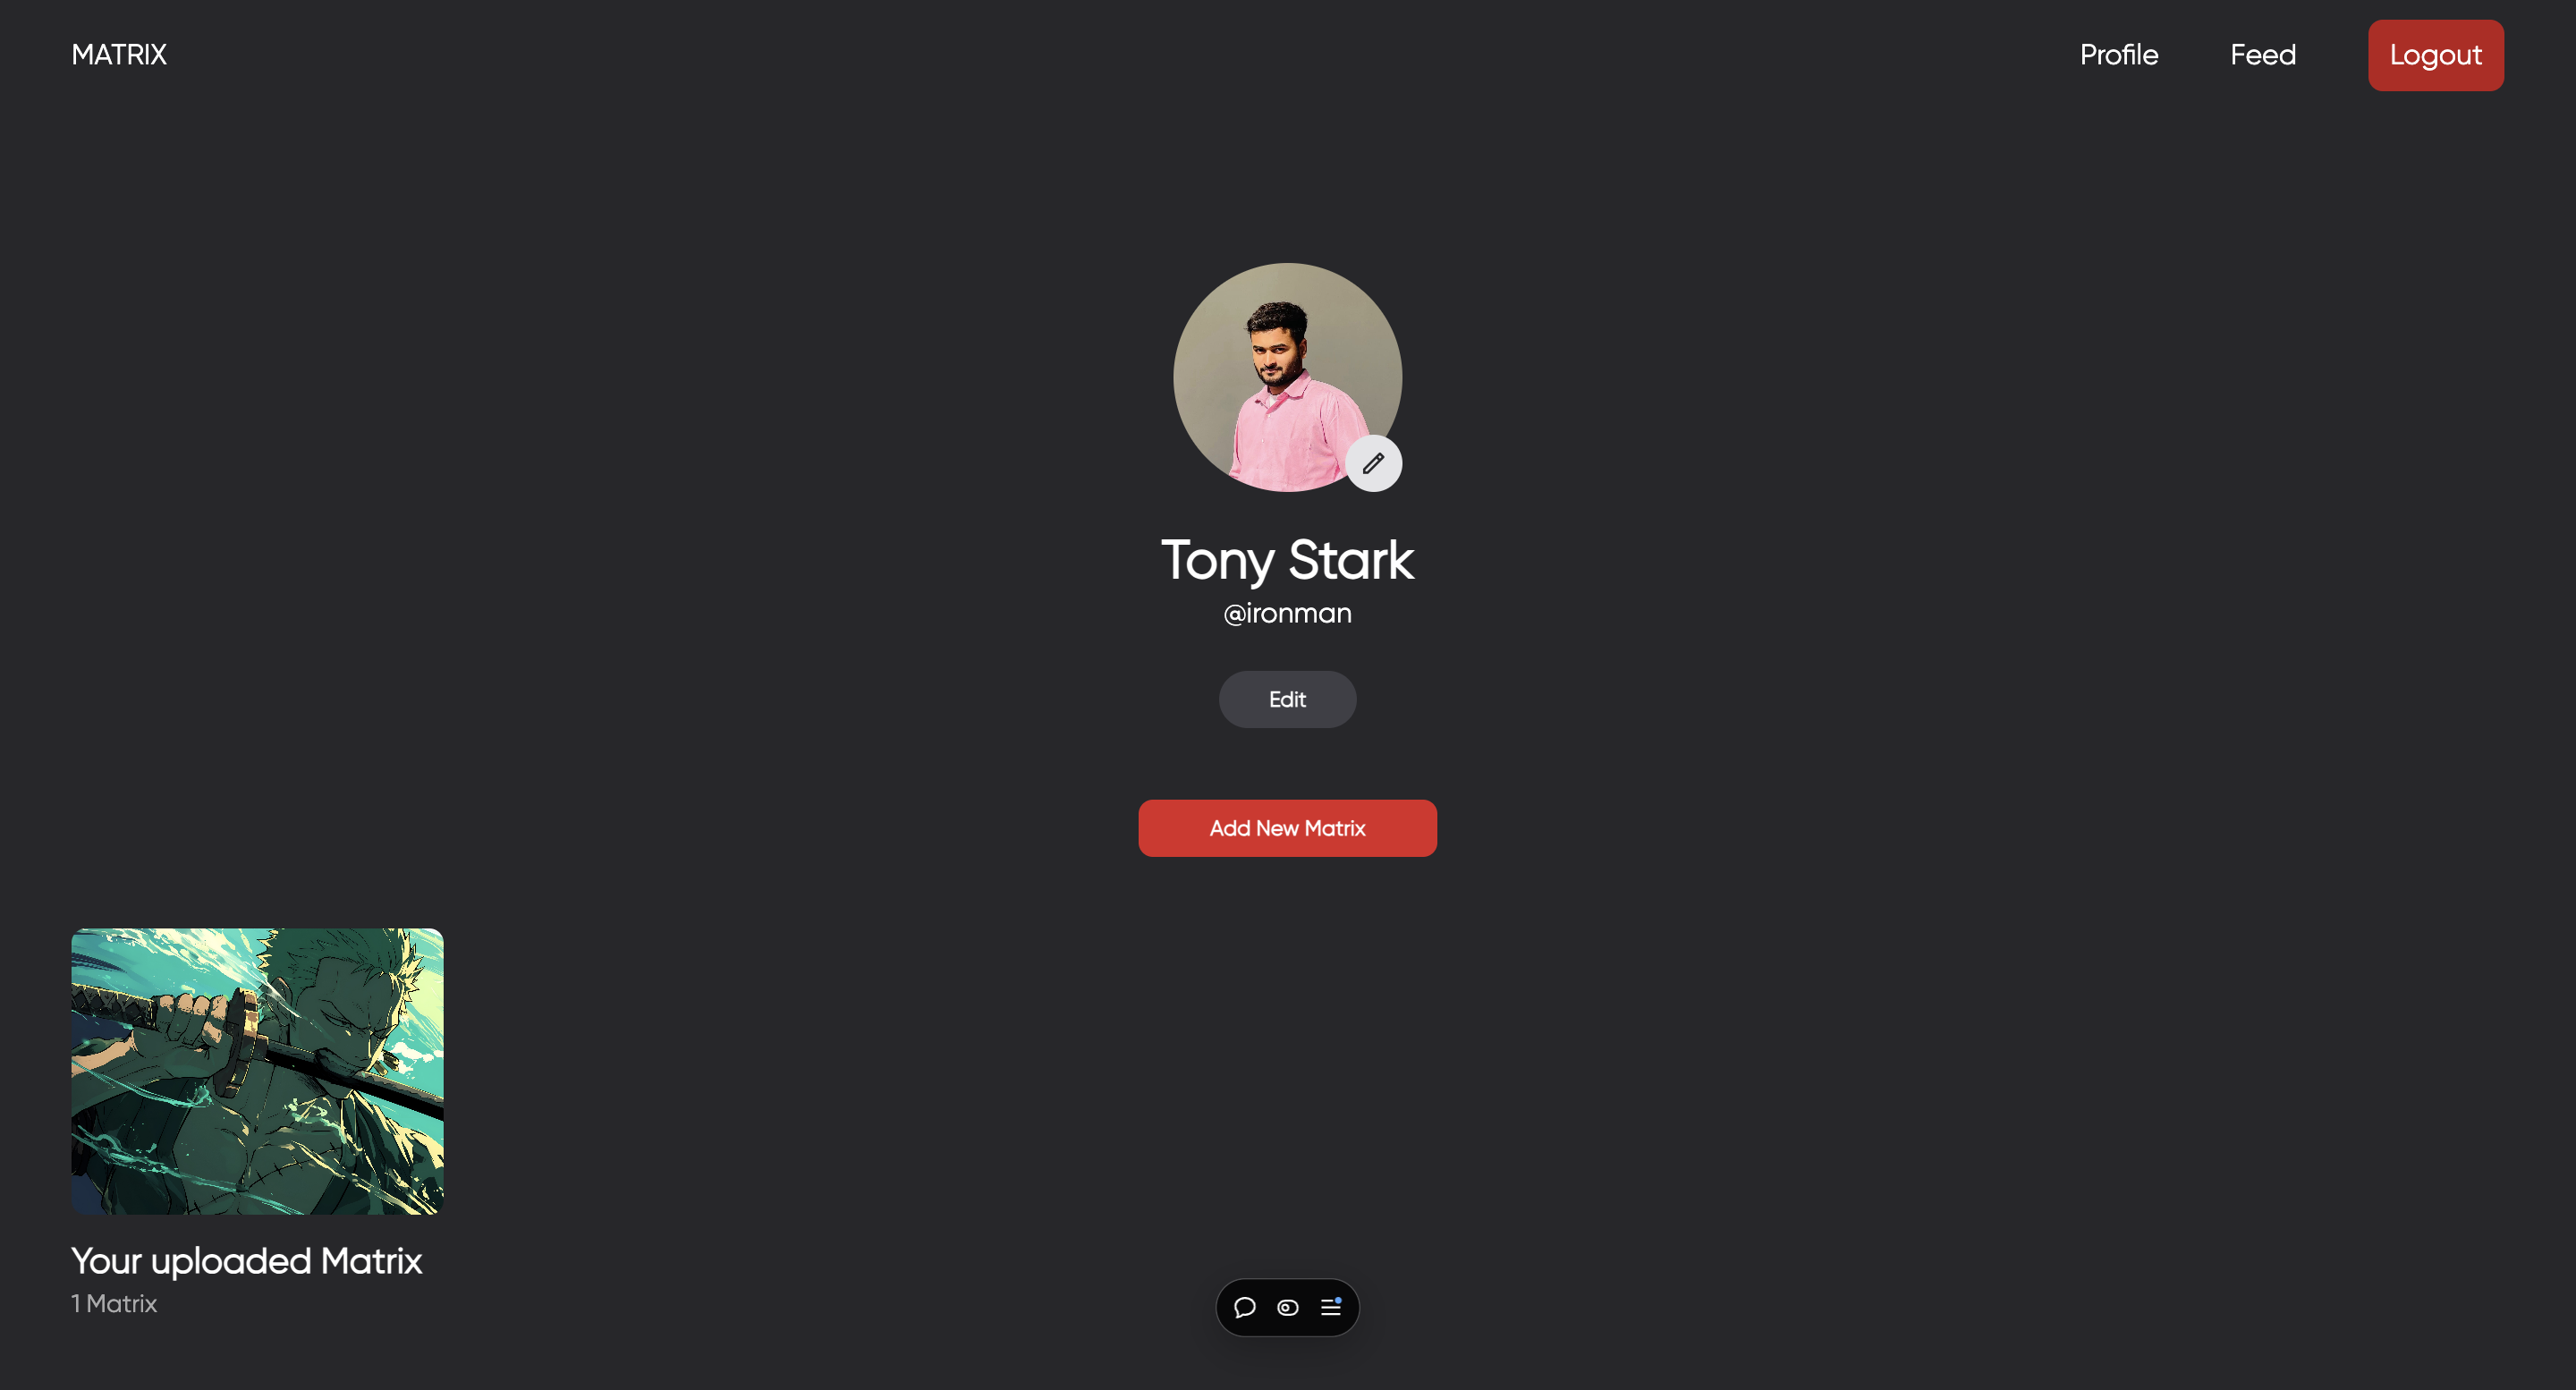 MATRIX
Profile
Feed
Logout
Tony Stark
@ironman
Edit
Add New Matrix
Your uploaded Matrix
1 Matrix